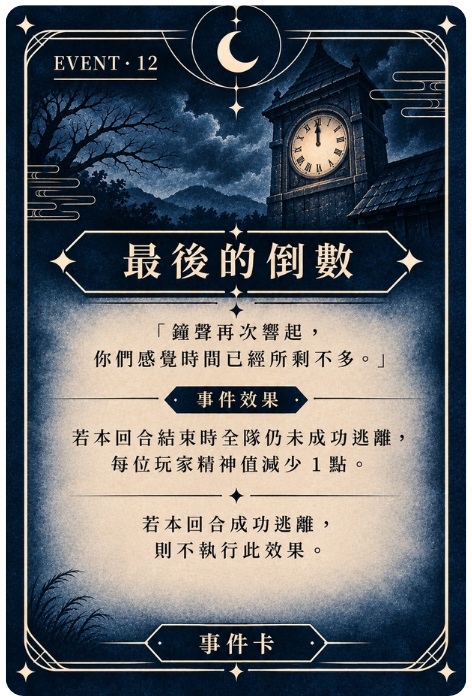 EVENT · 12
最後的倒數
「鐘聲再次響起，
你們感覺時間已經所剩不多。」
事件效果
若本回合結束時全隊仍未成功逃離，
每位玩家精神值減少 1 點。
若本回合成功逃離，
則不執行此效果。
事件卡